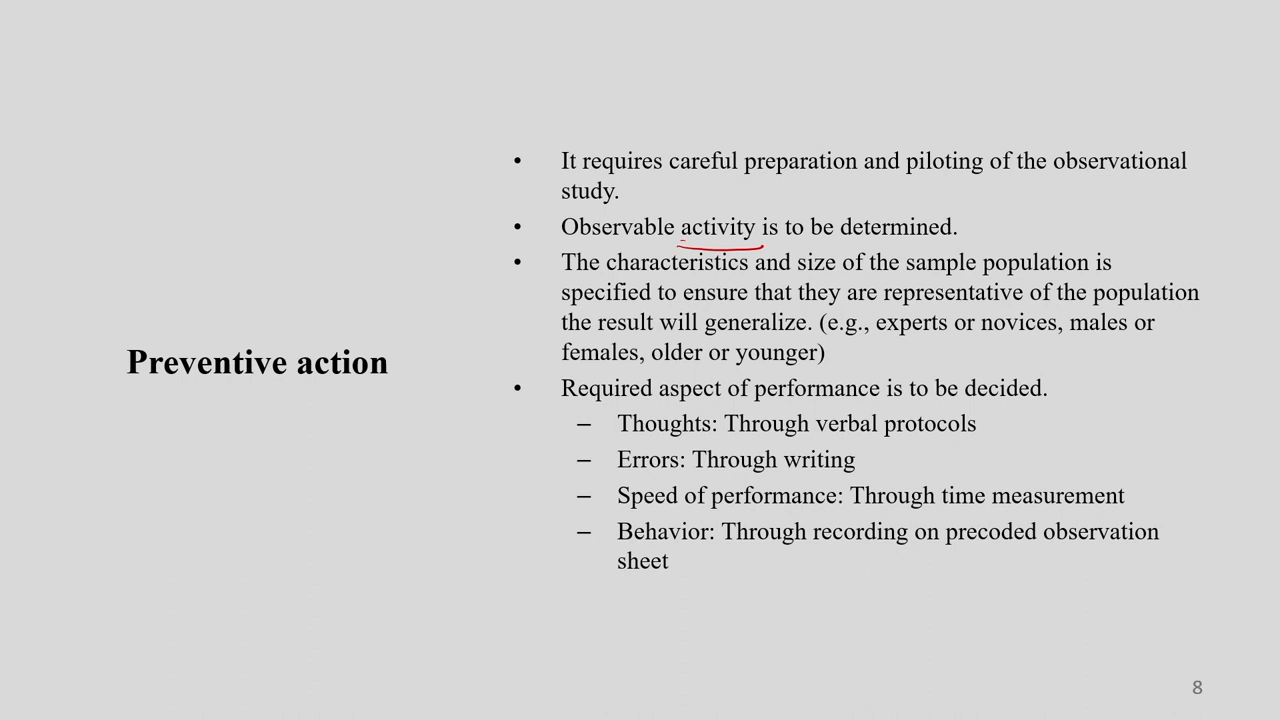 Preventive action
• It requires careful preparation and piloting of the observational
study.
• Observable activity is to be determined.
• The characteristics and size of the sample population is
specified to ensure that they are representative of the population
the result will generalize. (e.g., experts or novices, males or
females, older or younger)
• Required aspect of performance is to be decided.
– Thoughts: Through verbal protocols
– Errors: Through writing
– Speed of performance: Through time measurement
– Behavior: Through recording on precoded observation
sheet
8